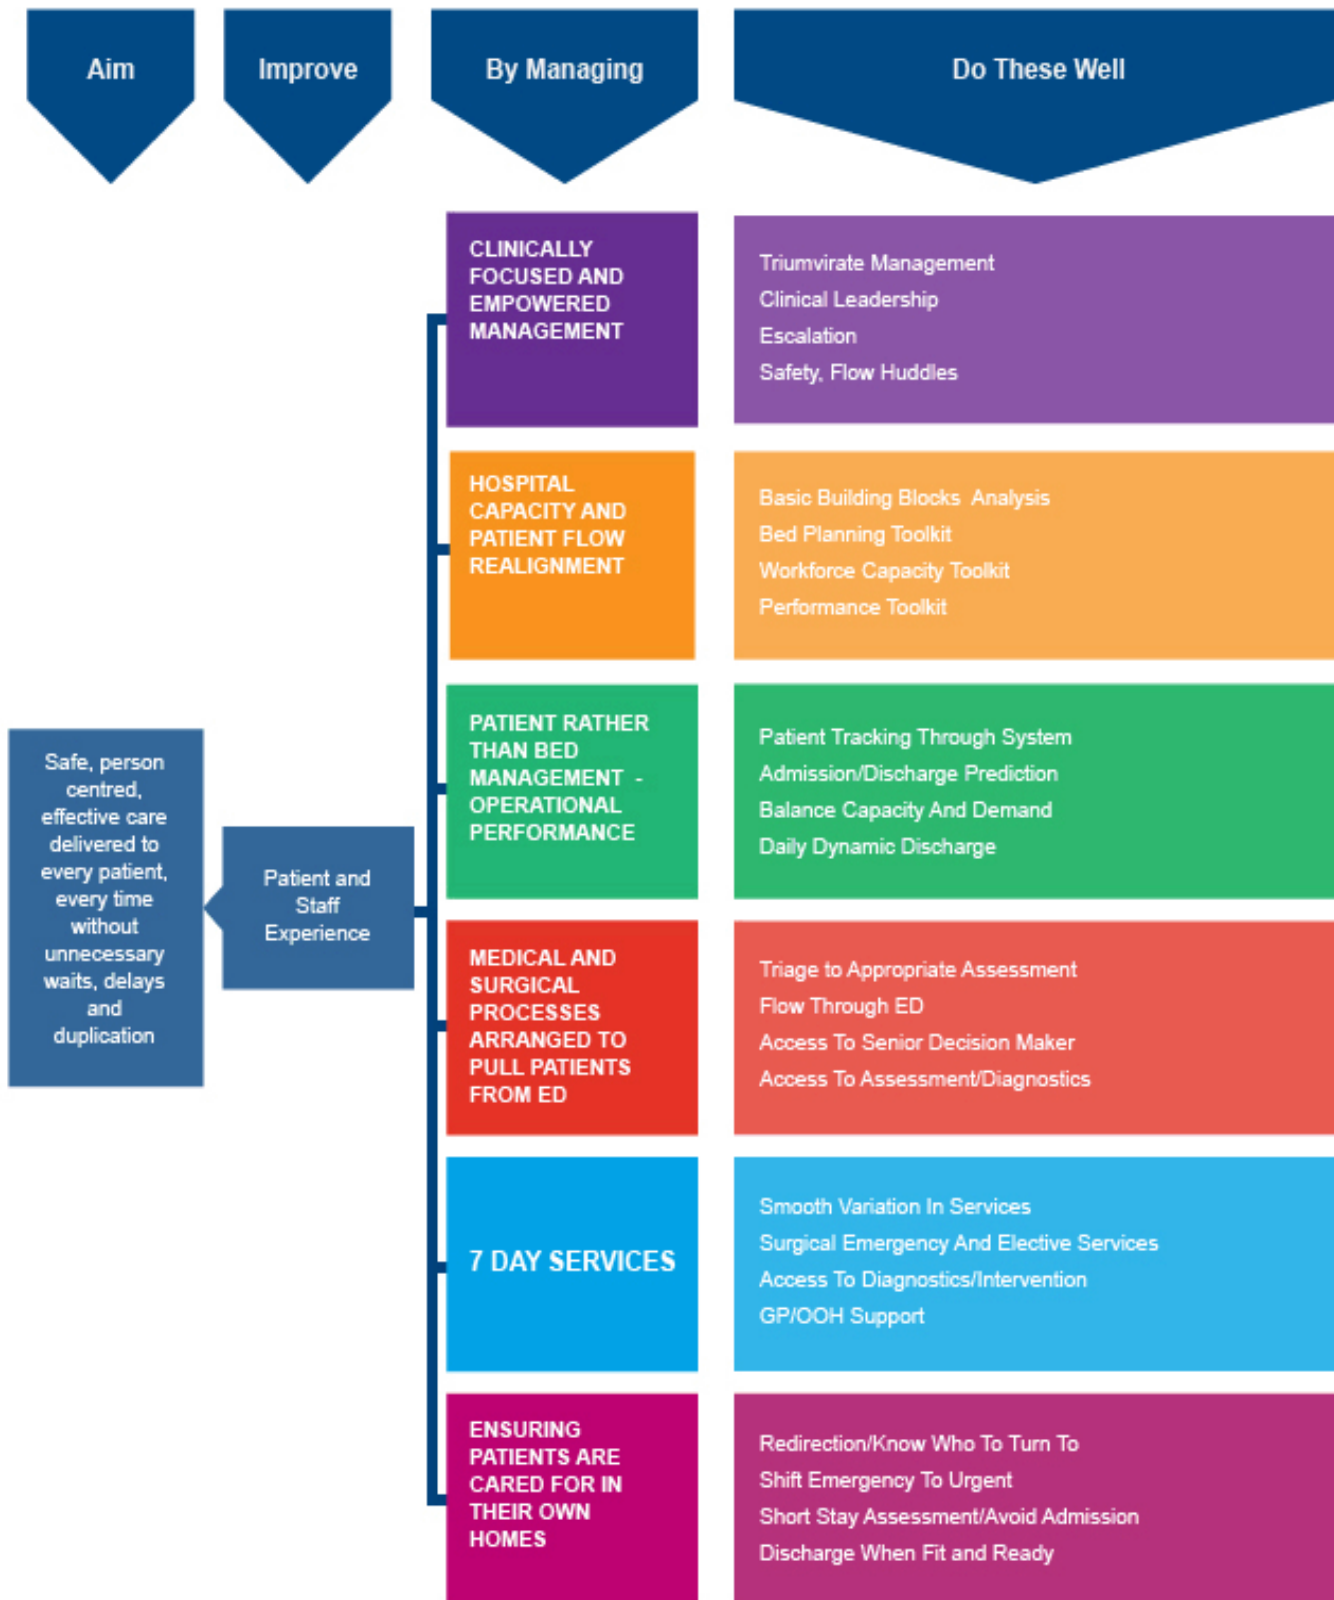 Aim
Improve
By Managing
Do These Well
Safe, person
centred,
effective care
delivered to
every patient,
every time
without
unnecessary
waits, delays
and
duplication
Patient and
Staff
Experience
CLINICALLY
FOCUSED AND
EMPOWERED
MANAGEMENT
Triumvirate Management
Clinical Leadership
Escalation
Safety, Flow Huddles
HOSPITAL
CAPACITY AND
PATIENT FLOW
REALIGNMENT
Basic Building Blocks Analysis
Bed Planning Toolkit
Workforce Capacity Toolkit
Performance Toolkit
PATIENT RATHER
THAN BED
MANAGEMENT -
OPERATIONAL
PERFORMANCE
Patient Tracking Through System
Admission/Discharge Prediction
Balance Capacity And Demand
Daily Dynamic Discharge
MEDICAL AND
SURGICAL
PROCESSES
ARRANGED TO
PULL PATIENTS
FROM ED
Triage to Appropriate Assessment
Flow Through ED
Access To Senior Decision Maker
Access To Assessment/Diagnostics
7 DAY SERVICES
Smooth Variation In Services
Surgical Emergency And Elective Services
Access To Diagnostics/Intervention
GP/OOH Support
ENSURING
PATIENTS ARE
CARED FOR IN
THEIR OWN
HOMES
Redirection/Know Who To Turn To
Shift Emergency To Urgent
Short Stay Assessment/Avoid Admission
Discharge When Fit and Ready